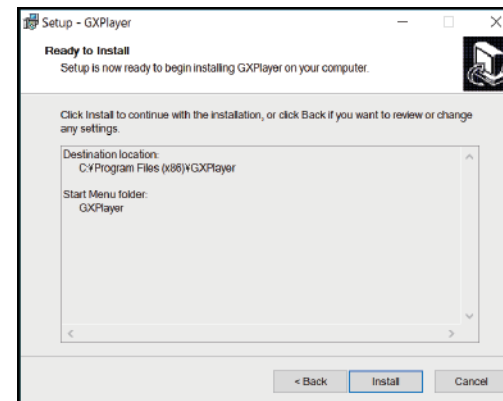 Setup - GXPlayer
Ready to Install
Setup is now ready to begin installing GXPlayer on your computer.
Click Install to continue with the installation, or click Back if you want to review or change
any settings.
Destination location:
C:¥Program Files (x86)¥GXPlayer
Start Menu folder:
GXPlayer
< Back
Install
Cancel